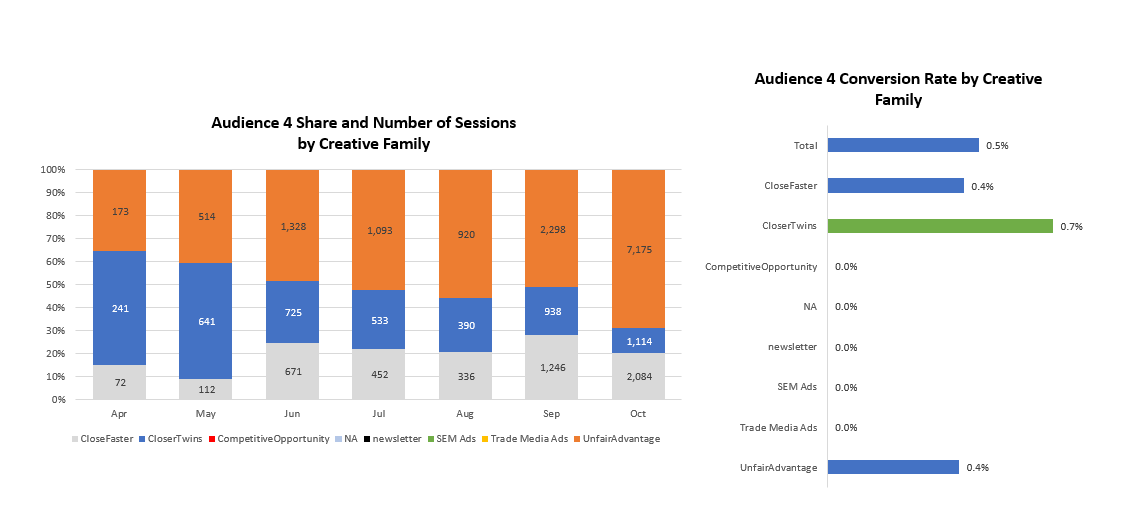 Audience 4 Share and Number of Sessions
by Creative Family
100%
90%
80%
70%
60%
50%
40%
30%
20%
10%
0%
173 514 1,328 1,093 920 2,298 7,175
241 641 725 533 390 938 1,114
72 112 671 452 336 1,246 2,084
Apr May Jun Jul Aug Sep Oct
CloseFaster CloserTwins CompetitiveOpportunity NA newsletter SEM Ads Trade Media Ads UnfairAdvantage
Audience 4 Conversion Rate by Creative
Family
Total 0.5%
CloseFaster 0.4%
CloserTwins 0.7%
CompetitiveOpportunity 0.0%
NA 0.0%
newsletter 0.0%
SEM Ads 0.0%
Trade Media Ads 0.0%
UnfairAdvantage 0.4%